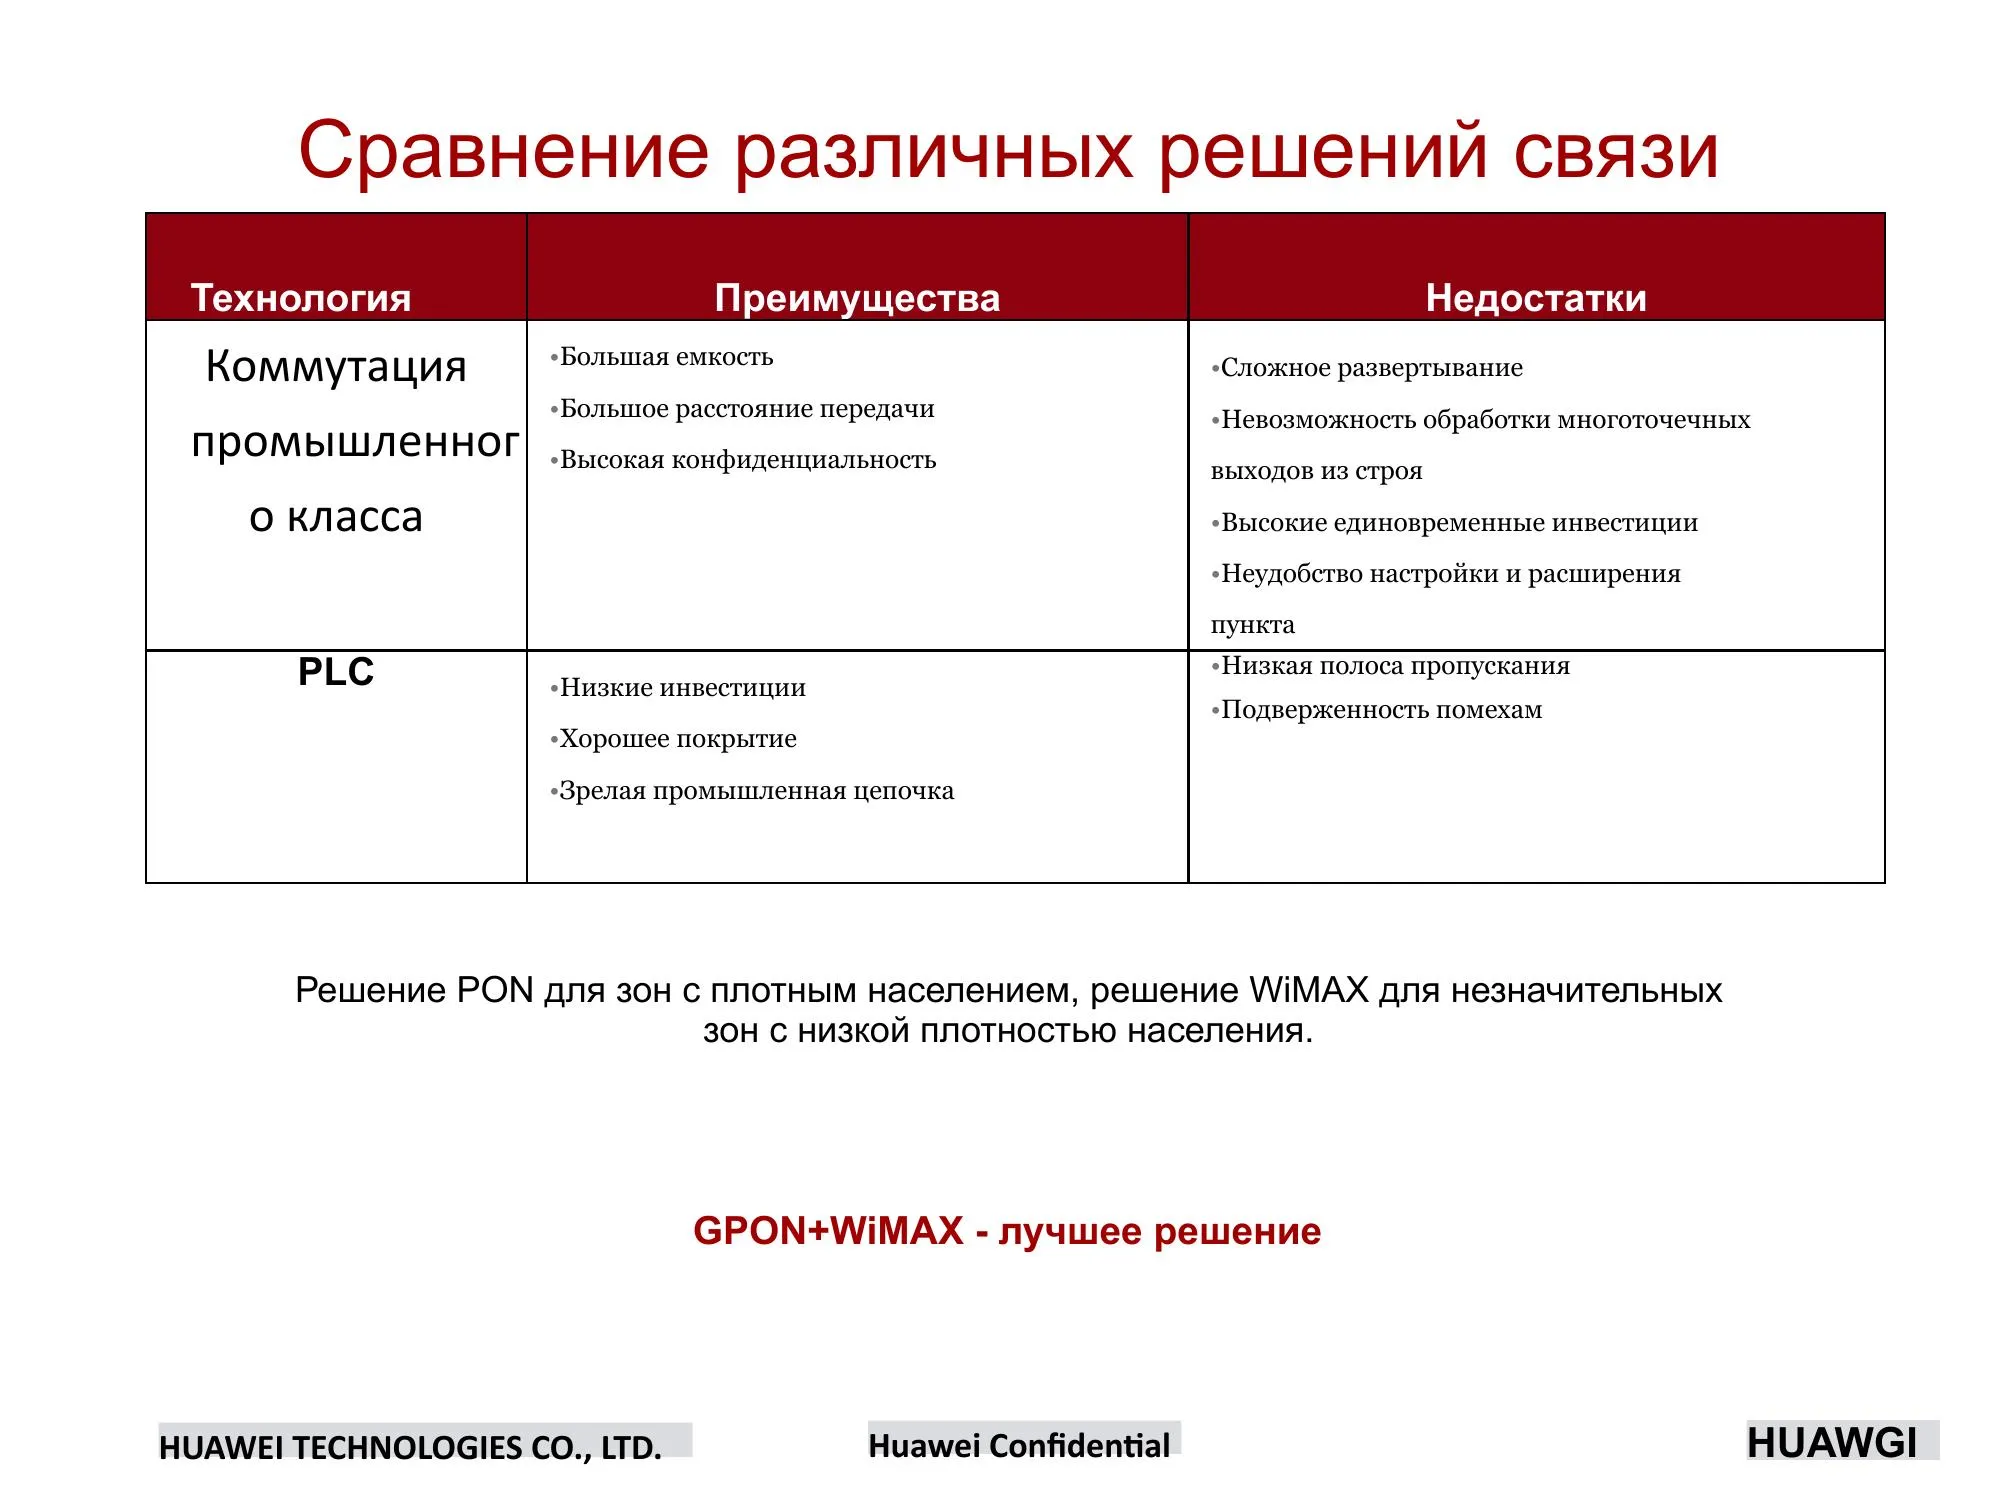 Сравнение различных решений связи
Технология
Преимущества
Недостатки
Коммутация
промышленног
о класса
•Большая емкость
•Большое расстояние передачи
•Высокая конфиденциальность
•Сложное развертывание
•Невозможность обработки многоточечных
выходов из строя
•Высокие единовременные инвестиции
•Неудобство настройки и расширения
пункта
PLC
•Низкие инвестиции
•Хорошее покрытие
•Зрелая промышленная цепочка
•Низкая полоса пропускания
•Подверженность помехам
Решение PON для зон с плотным населением, решение WiMAX для незначительных
зон с низкой плотностью населения.
GPON+WiMAX - лучшее решение
HUAWEI TECHNOLOGIES CO., LTD.
Huawei Confidential
HUAWGI